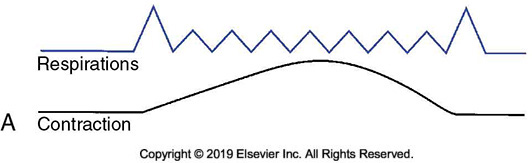 Respirations
A
Contraction
Copyright © 2019 Elsevier Inc. All Rights Reserved.